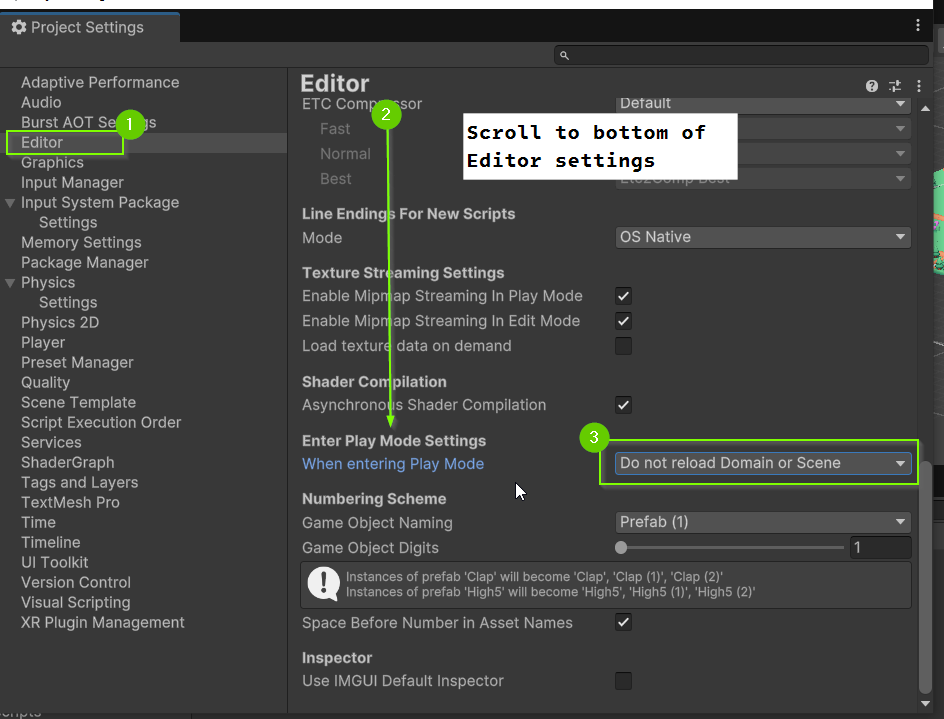 Project Settings
Adaptive Performance
Audio
Burst AOT Se gs
1
Editor
Graphics
Input Manager
Input System Package
Settings
Memory Settings
Package Manager
Physics
Settings
Physics 2D
Player
Preset Manager
Quality
Scene Template
Script Execution Order
Services
ShaderGraph
Tags and Layers
TextMesh Pro
Time
Timeline
UI Toolkit
Version Control
Visual Scripting
XR Plugin Management
Editor
ETC Compressor
Default
2
Fast
Normal
Best
Scroll to bottom of
Editor settings
Line Endings For New Scripts
Mode
OS Native
Texture Streaming Settings
Enable Mipmap Streaming In Play Mode
Enable Mipmap Streaming In Edit Mode
Load texture data on demand
Shader Compilation
Asynchronous Shader Compilation
Enter Play Mode Settings
3
When entering Play Mode
Do not reload Domain or Scene
Numbering Scheme
Game Object Naming
Prefab (1)
Game Object Digits
1
Instances of prefab 'Clap' will become 'Clap', 'Clap (1)', 'Clap (2)'
Instances of prefab 'High5' will become 'High5', 'High5 (1)', 'High5 (2)'
Space Before Number in Asset Names
Inspector
Use IMGUI Default Inspector